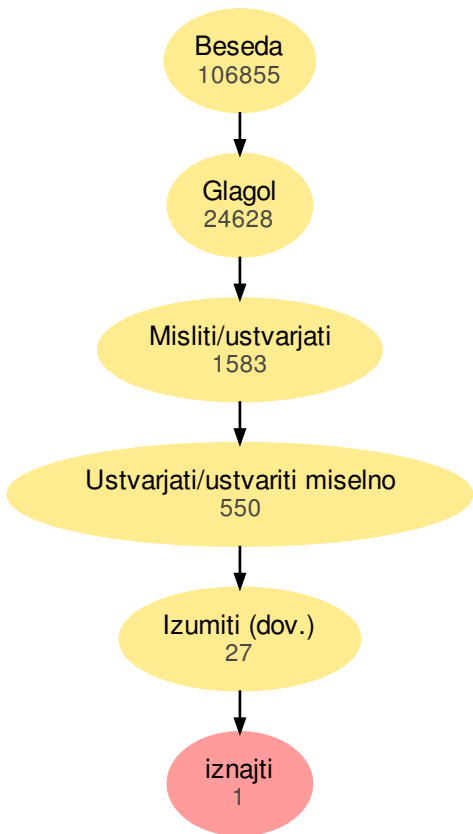 Beseda
106855
Glagol
24628
Misliti/ustvarjati
1583
Ustvarjati/ustvariti miselno
550
Izumiti (dov.)
27
iznajti
1